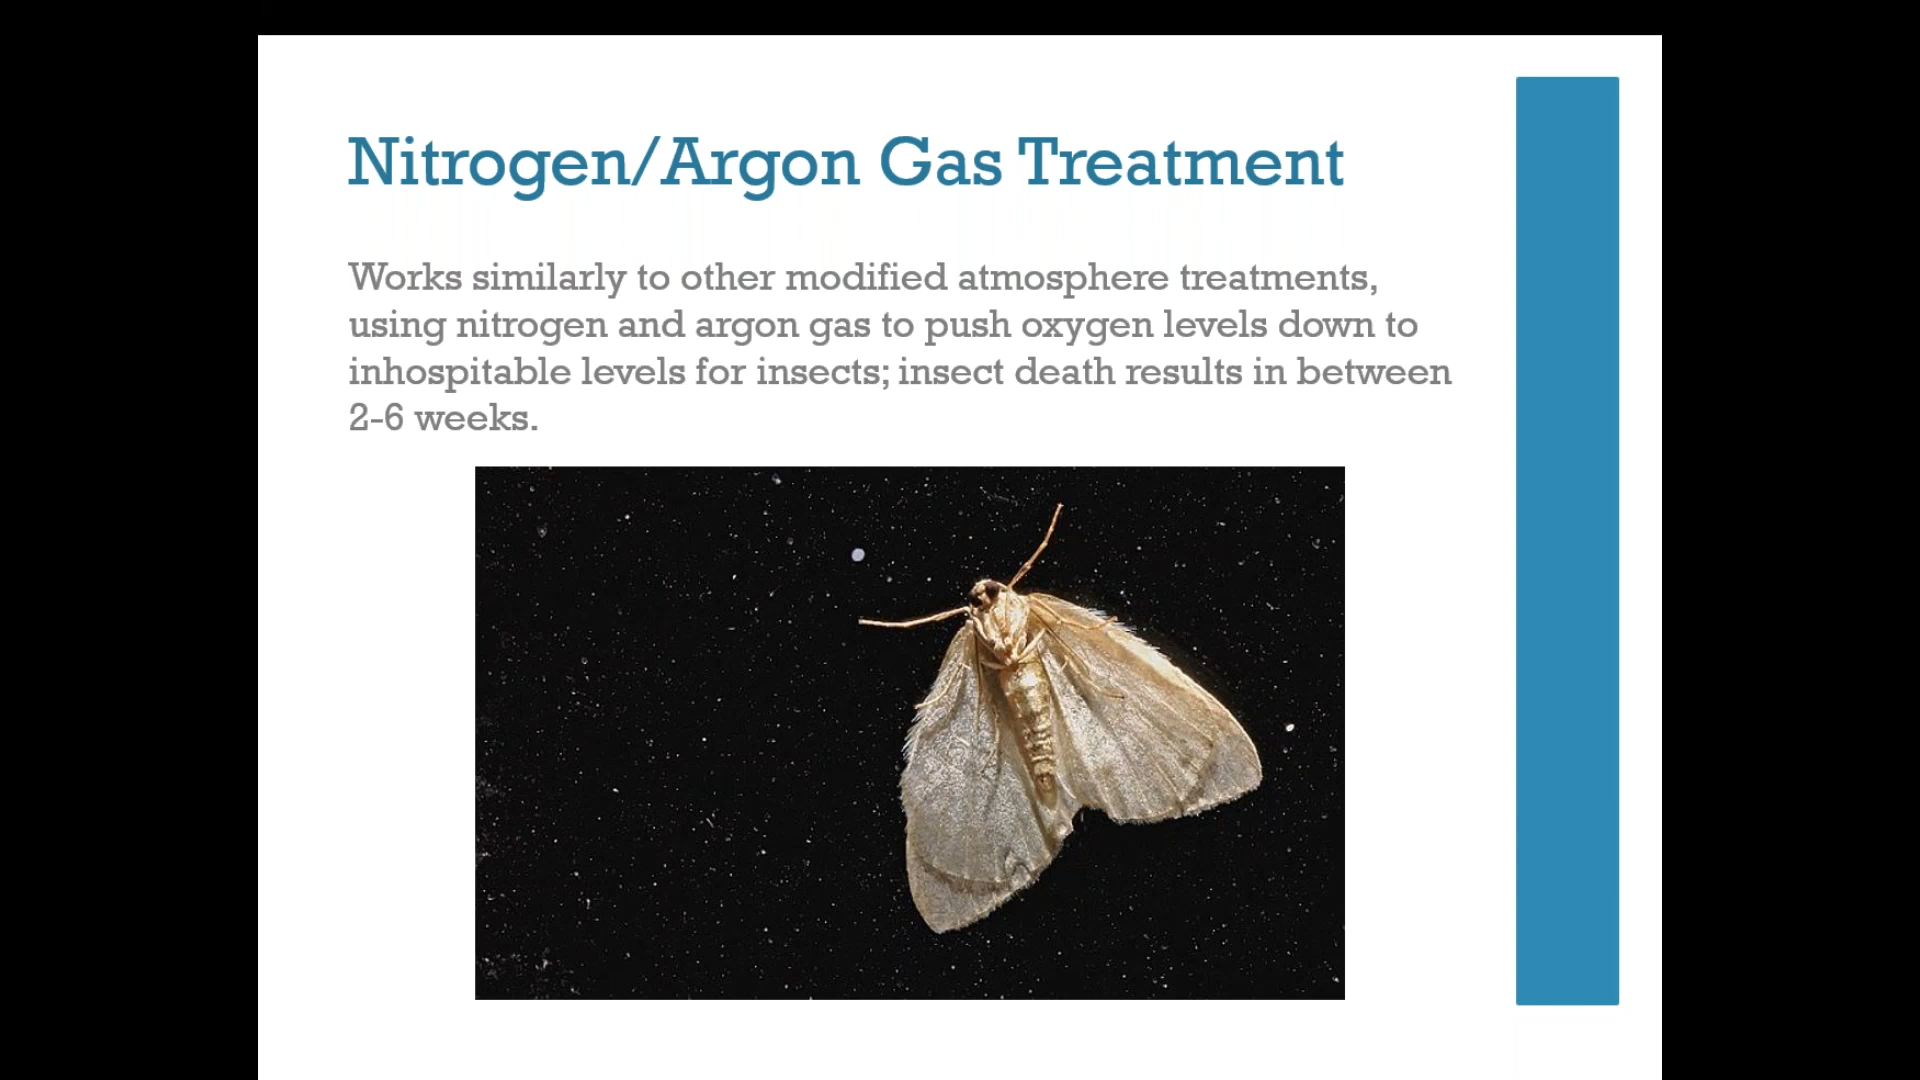 Nitrogen/Argon Gas Treatment
Works similarly to other modified atmosphere treatments,
using nitrogen and argon gas to push oxygen levels down to
inhospitable levels for insects; insect death results in between
2-6 weeks.